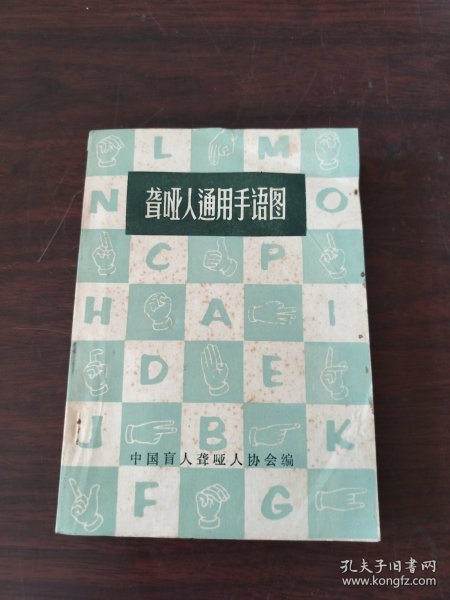 L M
聋哑人通用手语图
N O
C P
H A I
D E
J B K
中国盲人聋哑人协会编
F G
孔夫子旧书网
www.kongfz.com